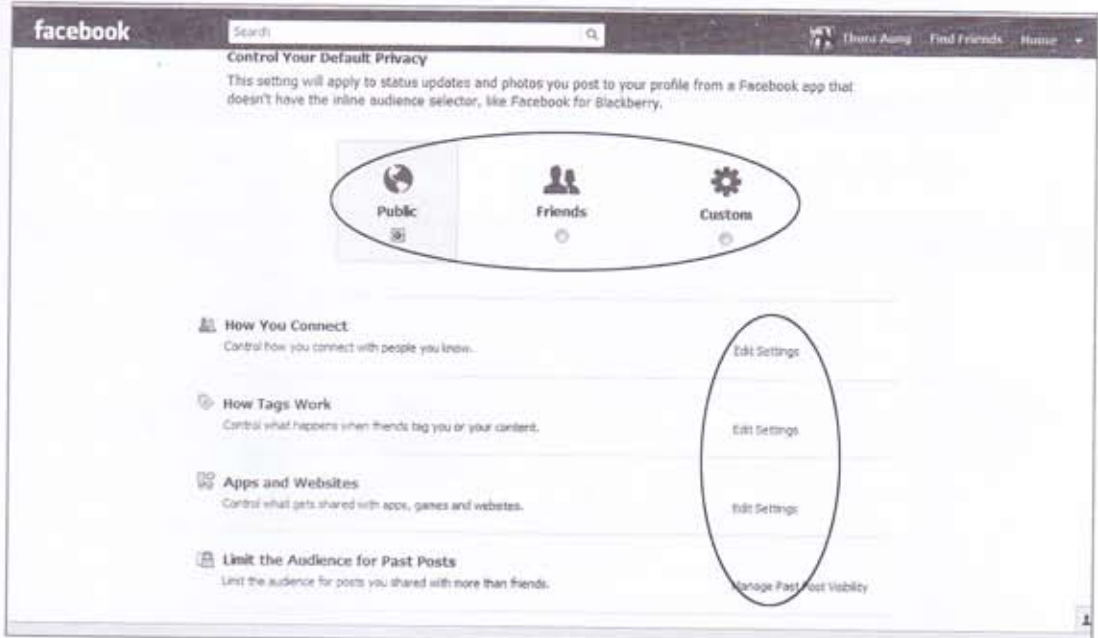 facebook
Search
Thura Aung Find Friends Home
Control Your Default Privacy
This setting will apply to status updates and photos you post to your profile from a Facebook app that
doesn't have the inline audience selector, like Facebook for Blackberry.
Public
Friends
Custom
How You Connect
Control how you connect with people you know.
Edit Settings
How Tags Work
Control what happens when friends tag you or your content.
Edit Settings
Apps and Websites
Control what gets shared with apps, games and websites.
Edit Settings
Limit the Audience for Past Posts
Limit the audience for posts you shared with more than friends.
Manage Past Post Visibility